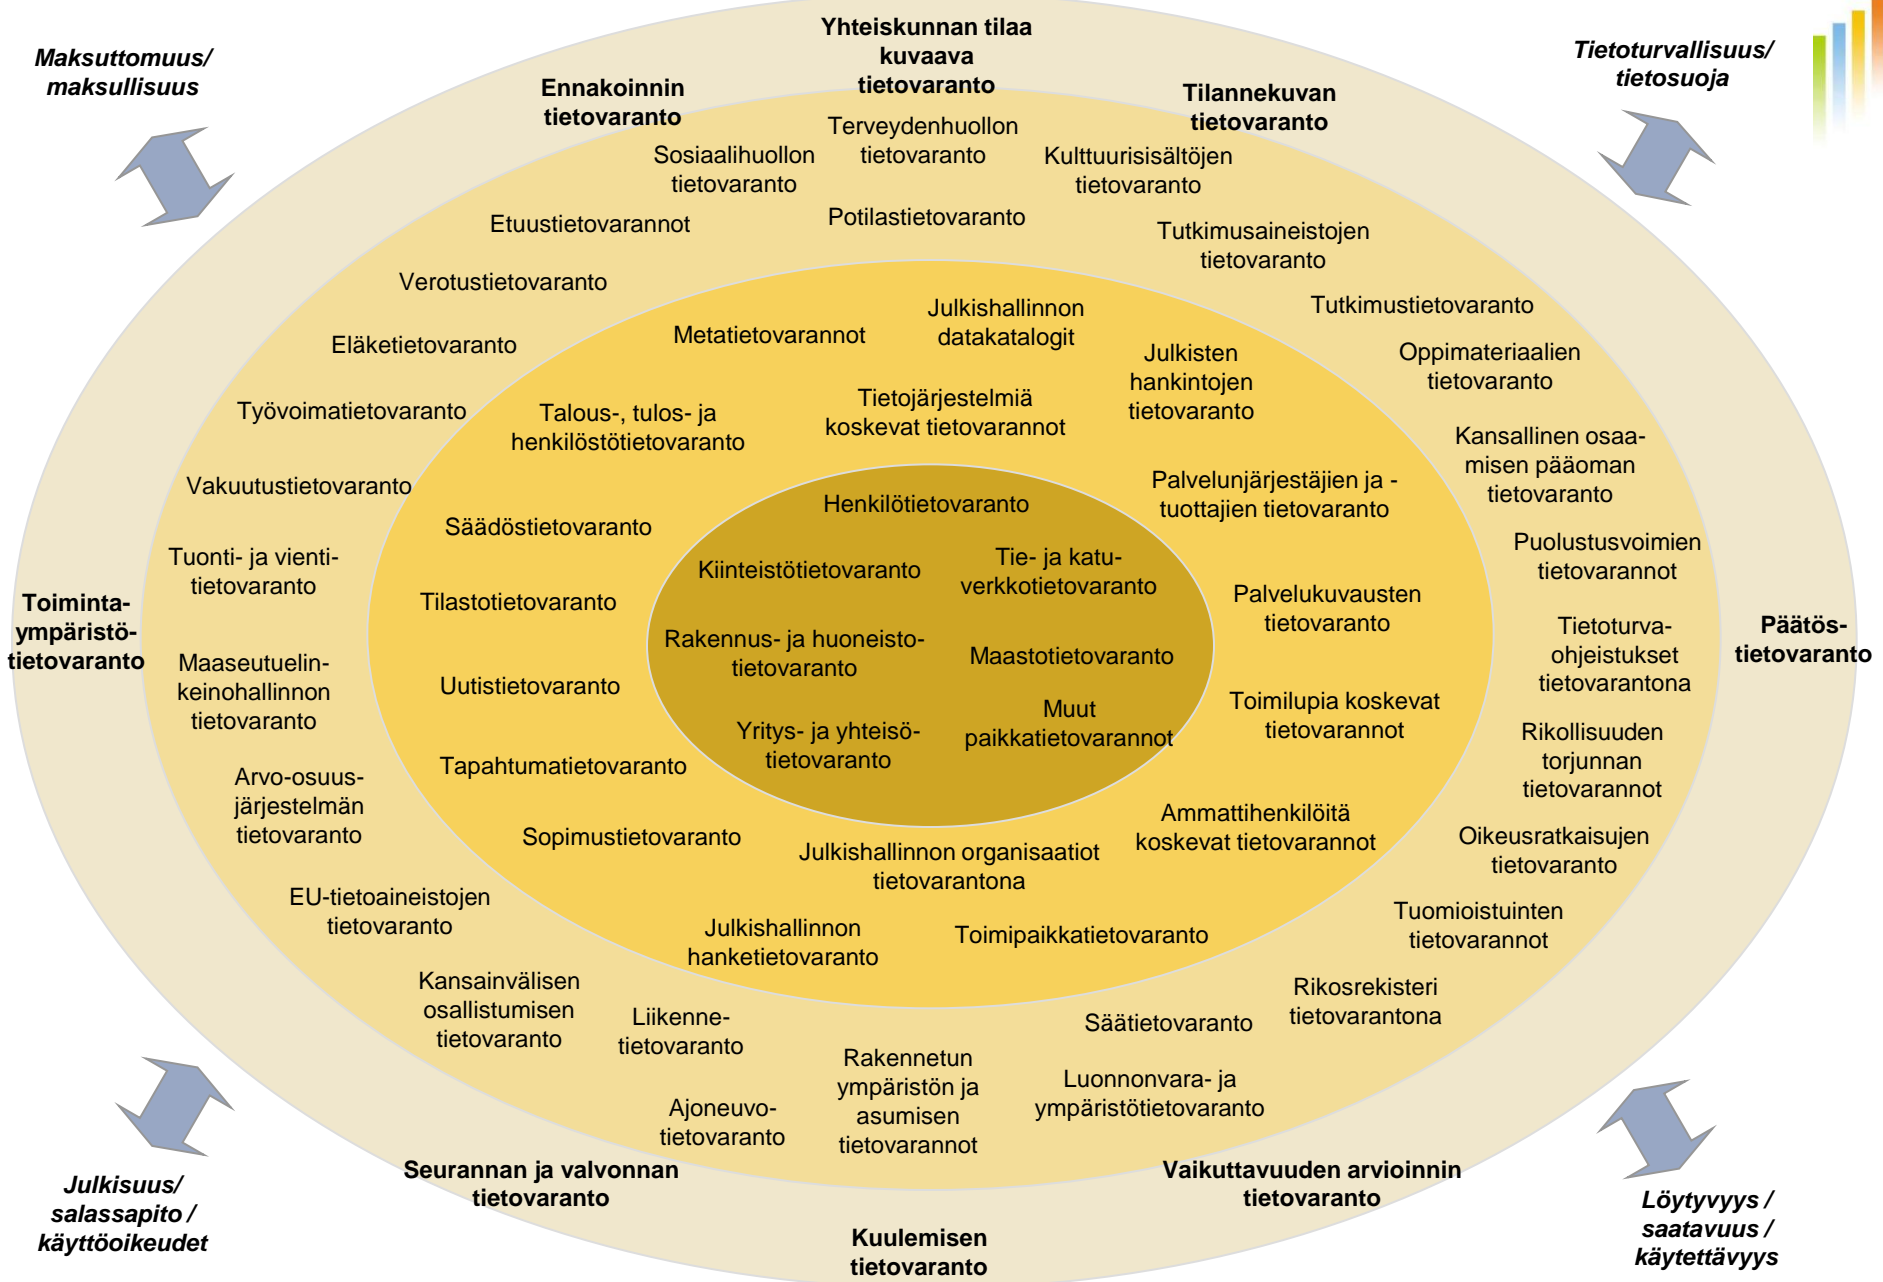 Maksuttomuus/
maksullisuus
Yhteiskunnan tilaa
kuvaava
tietovaranto
Tietoturvallisuus/
tietosuoja
Ennakoinnin
tietovaranto
Tilannekuvan
tietovaranto
Terveydenhuollon
tietovaranto
Sosiaalihuollon
tietovaranto
Kulttuurisisältöjen
tietovaranto
Etuustietovarannot
Potilastietovaranto
Tutkimusaineistojen
tietovaranto
Verotustietovaranto
Tutkimustietovaranto
Eläketietovaranto
Metatietovarannot
Julkishallinnon
datakatalogit
Julkisten
hankintojen
tietovaranto
Oppimateriaalien
tietovaranto
Työvoimatietovaranto
Talous-, tulos- ja
henkilöstötietovaranto
Tietojärjestelmiä
koskevat tietovarannot
Kansallinen osaa-
misen pääoman
tietovaranto
Vakuutustietovaranto
Palvelunjärjestäjien ja -
tuottajien tietovaranto
Henkilötietovaranto
Säädöstietovaranto
Puolustusvoimien
tietovarannot
Tuonti- ja vienti-
tietovaranto
Kiinteistötietovaranto
Tie- ja katu-
verkkotietovaranto
Tilastotietovaranto
Palvelukuvausten
tietovaranto
Toiminta-
ympäristö-
tietovaranto
Päätös-
tietovaranto
Tietoturva-
ohjeistukset
tietovarantona
Rakennus- ja huoneisto-
tietovaranto
Maastotietovaranto
Maaseutuelin-
keinohallinnon
tietovaranto
Uutistietovaranto
Toimilupia koskevat
tietovarannot
Muut
paikkatietovarannot
Yritys- ja yhteisö-
tietovaranto
Rikollisuuden
torjunnan
tietovarannot
Tapahtumatietovaranto
Arvo-osuus-
järjestelmän
tietovaranto
Ammattihenkilöitä
koskevat tietovarannot
Sopimustietovaranto
Julkishallinnon organisaatiot
tietovarantona
Oikeusratkaisujen
tietovaranto
EU-tietoaineistojen
tietovaranto
Tuomioistuinten
tietovarannot
Julkishallinnon
hanketietovaranto
Toimipaikkatietovaranto
Kansainvälisen
osallistumisen
tietovaranto
Rikosrekisteri
tietovarantona
Liikenne-
tietovaranto
Säätietovaranto
Rakennetun
ympäristön ja
asumisen
tietovarannot
Luonnonvara- ja
ympäristötietovaranto
Ajoneuvo-
tietovaranto
Seurannan ja valvonnan
tietovaranto
Vaikuttavuuden arvioinnin
tietovaranto
Julkisuus/
salassapito /
käyttöoikeudet
Kuulemisen
tietovaranto
Löytyvyys /
saatavuus /
käytettävyys